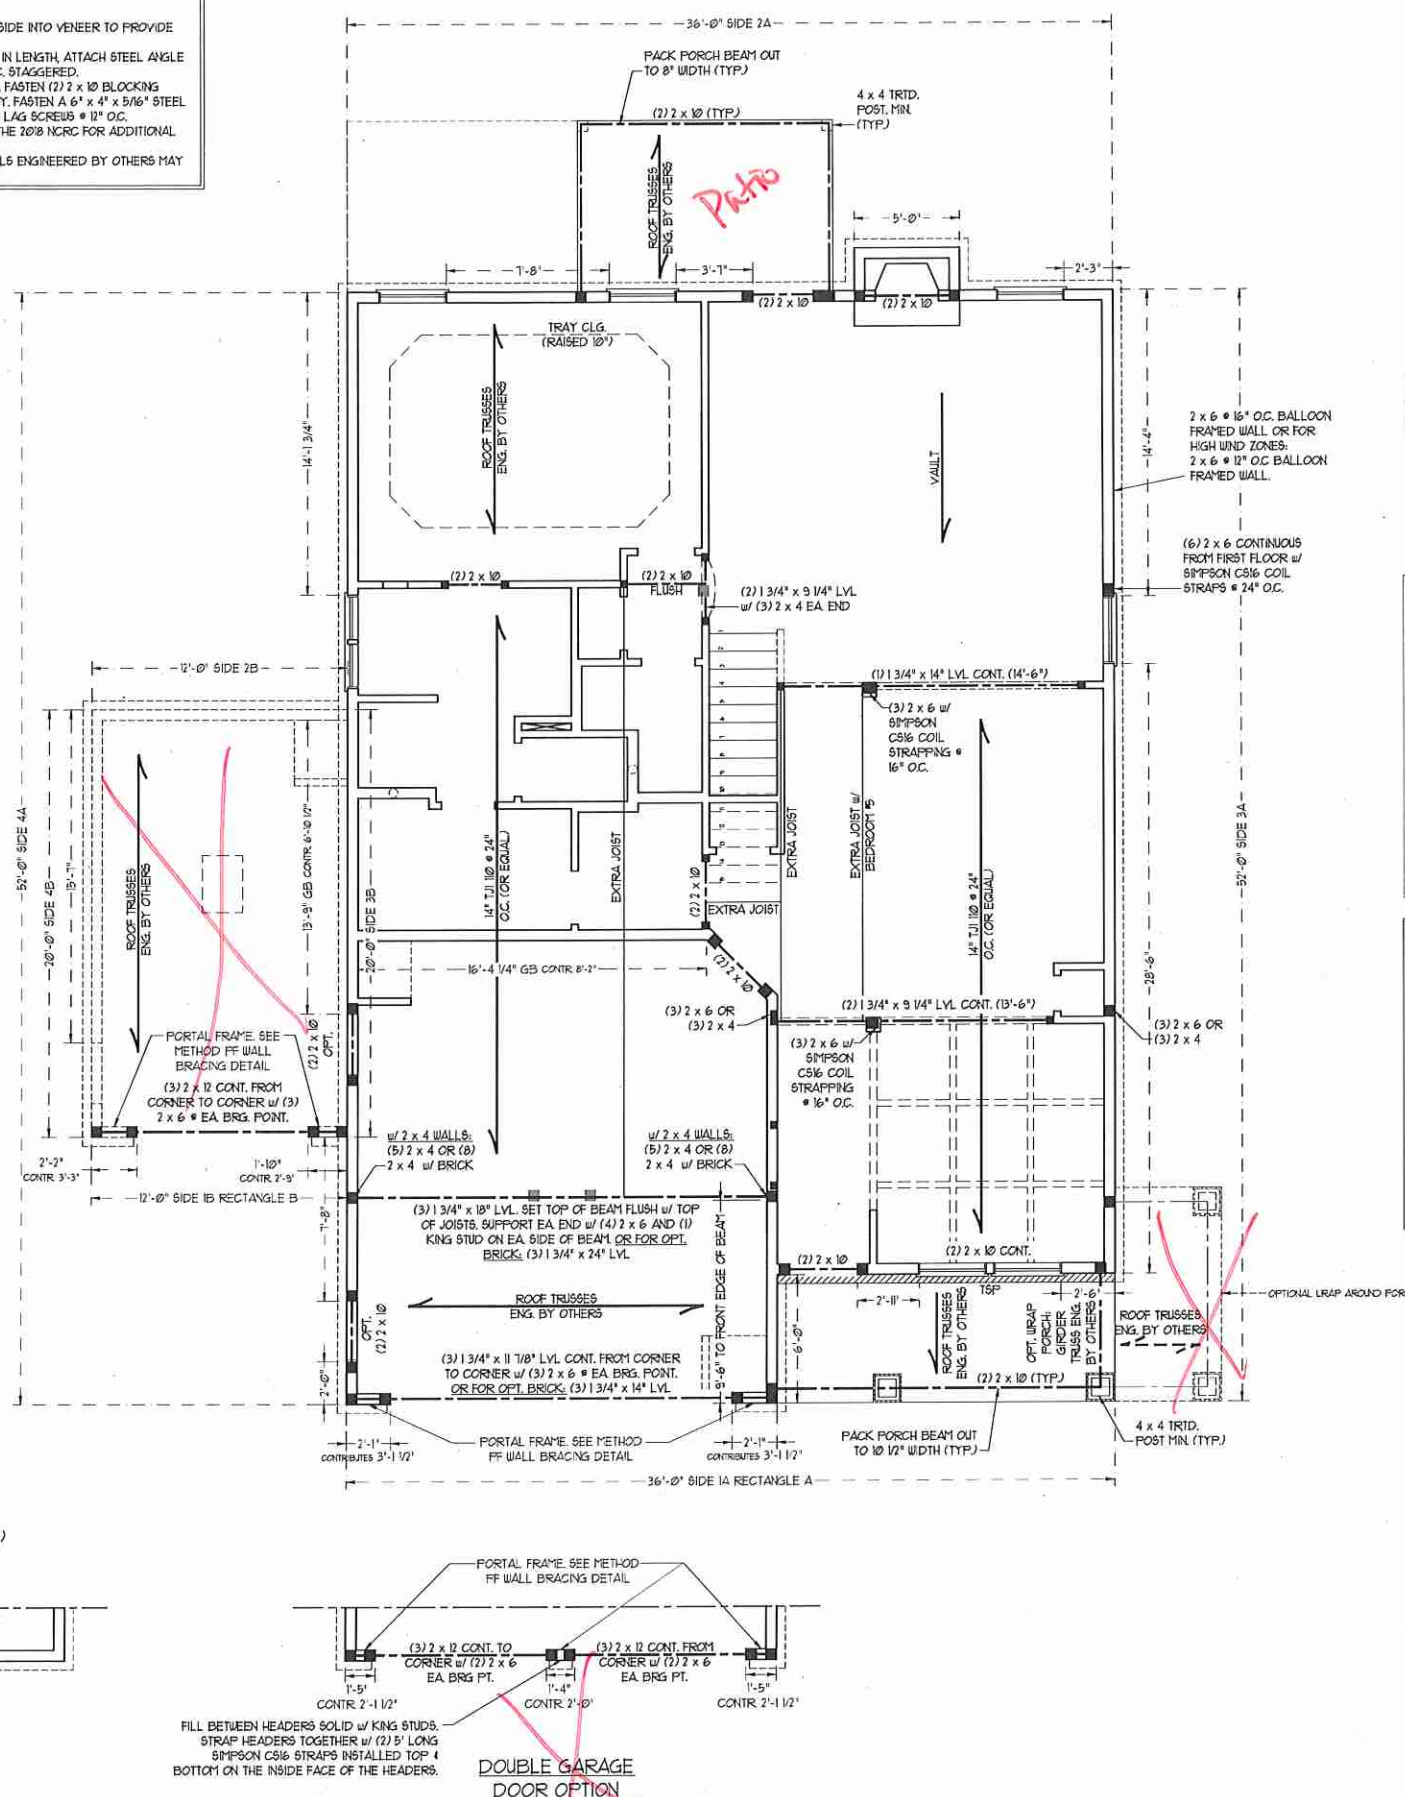 SIDE INTO VENEER TO PROVIDE
IN LENGTH, ATTACH STEEL ANGLE
C. STAGGERED.
FASTEN (2) 2 x 10 BLOCKING
Y. FASTEN A 6" x 4" x 5/16" STEEL
LAG SCREWS @ 12" O.C.
THE 2018 NCRC FOR ADDITIONAL
LS ENGINEERED BY OTHERS MAY
36'-0" SIDE 2A
PACK PORCH BEAM OUT
TO 8" WIDTH (TYP.)
(2) 2 x 10 (TYP.)
4 x 4 TRTD.
POST. MIN.
(TYP.)
ROOF TRUSSES
ENG. BY OTHERS
Patio
5'-0"
7'-8"
3'-7"
2'-3"
(2) 2 x 10
(2) 2 x 10
TRAY CLG.
(RAISED 10")
ROOF TRUSSES
ENG. BY OTHERS
14'-1 3/4"
VAULT
14'-4"
2 x 6 @ 16" O.C. BALLOON
FRAMED WALL OR FOR
HIGH WIND ZONES:
2 x 6 @ 12" O.C BALLOON
FRAMED WALL.
(6) 2 x 6 CONTINUOUS
FROM FIRST FLOOR w/
SIMPSON CS16 COIL
STRAPS @ 24" O.C.
(2) 2 x 10
(2) 2 x 10
FLUSH
(2) 1 3/4" x 9 1/4" LVL
w/ (3) 2 x 4 EA. END
12'-0" SIDE 2B
(1) 1 3/4" x 14" LVL CONT. (14'-6")
(3) 2 x 6 w/
SIMPSON
CS16 COIL
STRAPPING @
16" O.C.
52'-0" SIDE 4A
20'-0" SIDE 4B
15'-7"
ROOF TRUSSES
ENG. BY OTHERS
13'-9" GB CONTR. 6'-10 1/2"
20'-0" SIDE 3B
14" TJI 110 @ 24"
O.C. (OR EQUAL)
EXTRA JOIST
(2) 2 x 10
EXTRA JOIST
EXTRA JOIST
EXTRA JOIST w/
BEDROOM #5
14" TJI 110 @ 24"
O.C. (OR EQUAL)
52'-0" SIDE 3A
28'-6"
16'-4 1/4" GB CONTR. 8'-2"
(2) 2 x 10
(2) 1 3/4" x 9 1/4" LVL CONT. (13'-6")
(3) 2 x 6 OR
(3) 2 x 4
(3) 2 x 6 OR
(3) 2 x 4
(3) 2 x 6 w/
SIMPSON
CS16 COIL
STRAPPING
@ 16" O.C.
PORTAL FRAME. SEE
METHOD PF WALL
BRACING DETAIL
(2) 2 x 10
OPT.
(3) 2 x 12 CONT. FROM
CORNER TO CORNER w/ (3)
2 x 6 @ EA. BRG. POINT.
w/ 2 x 4 WALLS:
(5) 2 x 4 OR (8)
2 x 4 w/ BRICK
w/ 2 x 4 WALLS:
(5) 2 x 4 OR (8)
2 x 4 w/ BRICK
2'-2"
CONTR. 3'-3"
1'-10"
CONTR. 2'-9"
12'-0" SIDE 1B RECTANGLE B
7'-8"
(3) 1 3/4" x 18" LVL. SET TOP OF BEAM FLUSH w/ TOP
OF JOISTS. SUPPORT EA. END w/ (4) 2 x 6 AND (1)
KING STUD ON EA. SIDE OF BEAM. OR FOR OPT.
BRICK: (3) 1 3/4" x 24" LVL
9'-6" TO FRONT EDGE OF BEAM
(2) 2 x 10
(2) 2 x 10 CONT.
TSP
2'-11"
2'-6"
ROOF TRUSSES
ENG. BY OTHERS
OPT.
(2) 2 x 10
(3) 1 3/4" x 11 7/8" LVL CONT. FROM CORNER
TO CORNER w/ (3) 2 x 6 @ EA. BRG. POINT.
OR FOR OPT. BRICK: (3) 1 3/4" x 14" LVL
2'-0"
6'-0"
ROOF TRUSSES
ENG. BY OTHERS
OPT. WRAP
PORCH:
GIRDER
TRUSS ENG.
BY OTHERS
ROOF TRUSSES
ENG. BY OTHERS
OPTIONAL WRAP AROUND POR
(2) 2 x 10 (TYP.)
2'-1"
CONTRIBUTES 3'-1 1/2"
PORTAL FRAME. SEE METHOD
PF WALL BRACING DETAIL
2'-1"
CONTRIBUTES 3'-1 1/2"
PACK PORCH BEAM OUT
TO 10 1/2" WIDTH (TYP.)
4 x 4 TRTD.
POST MIN. (TYP.)
36'-0" SIDE 1A RECTANGLE A
)
PORTAL FRAME. SEE METHOD
PF WALL BRACING DETAIL
(3) 2 x 12 CONT. TO
CORNER w/ (2) 2 x 6
EA. BRG PT.
(3) 2 x 12 CONT. FROM
CORNER w/ (2) 2 x 6
EA. BRG PT.
1'-5"
CONTR. 2'-1 1/2"
1'-4"
CONTR. 2'-0"
1'-5"
CONTR. 2'-1 1/2"
FILL BETWEEN HEADERS SOLID w/ KING STUDS.
STRAP HEADERS TOGETHER w/ (2) 5' LONG
SIMPSON CS16 STRAPS INSTALLED TOP &
BOTTOM ON THE INSIDE FACE OF THE HEADERS.
DOUBLE GARAGE
DOOR OPTION